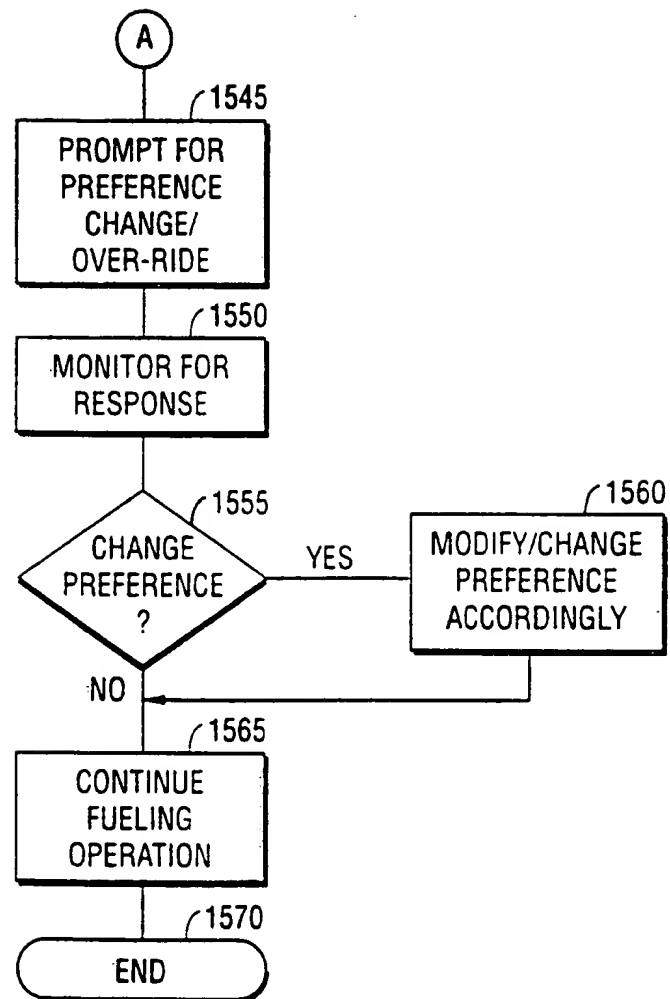 A
1545
PROMPT FOR
PREFERENCE
CHANGE/
OVER-RIDE
1550
MONITOR FOR
RESPONSE
1555
CHANGE
PREFERENCE
?
YES
1560
MODIFY/CHANGE
PREFERENCE
ACCORDINGLY
NO
1565
CONTINUE
FUELING
OPERATION
1570
END